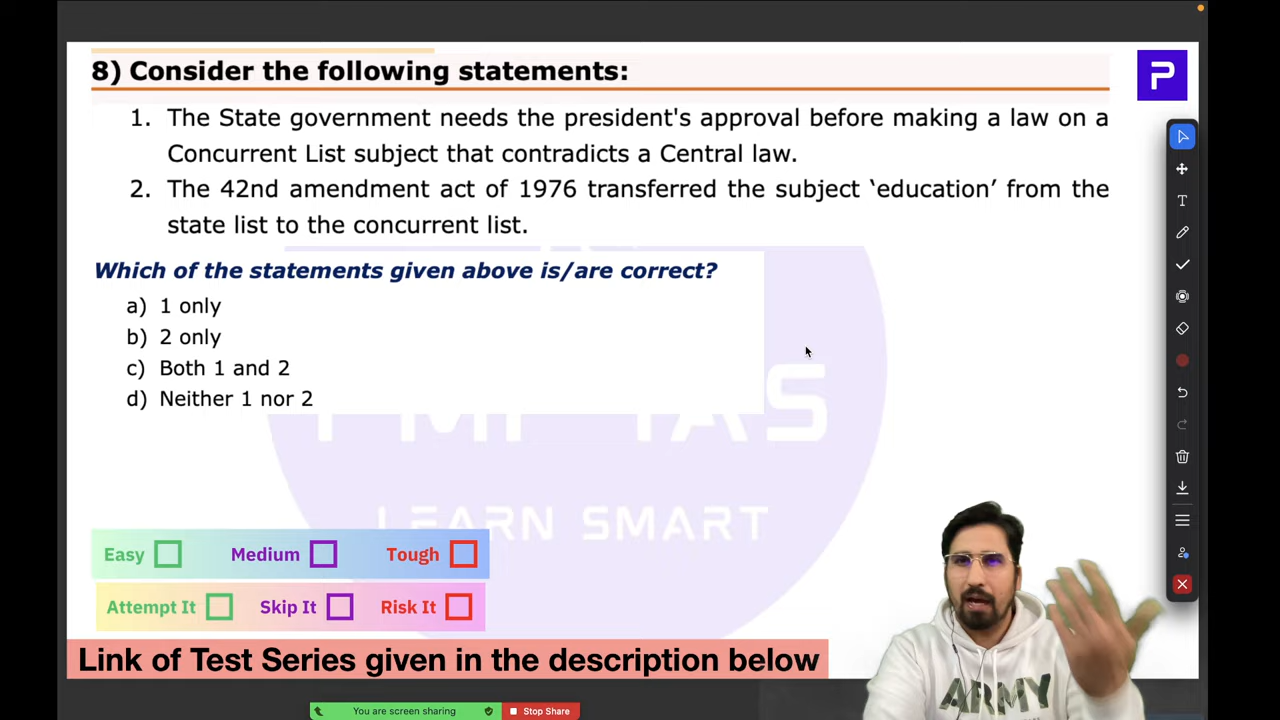 8) Consider the following statements:
1. The State government needs the president's approval before making a law on a
Concurrent List subject that contradicts a Central law.
2. The 42nd amendment act of 1976 transferred the subject ‘education’ from the
state list to the concurrent list.
Which of the statements given above is/are correct?
a) 1 only
b) 2 only
c) Both 1 and 2
d) Neither 1 nor 2
LEARN SMART
Easy Medium Tough
Attempt It Skip It Risk It
Link of Test Series given in the description below
ARMY
You are screen sharing Stop Share